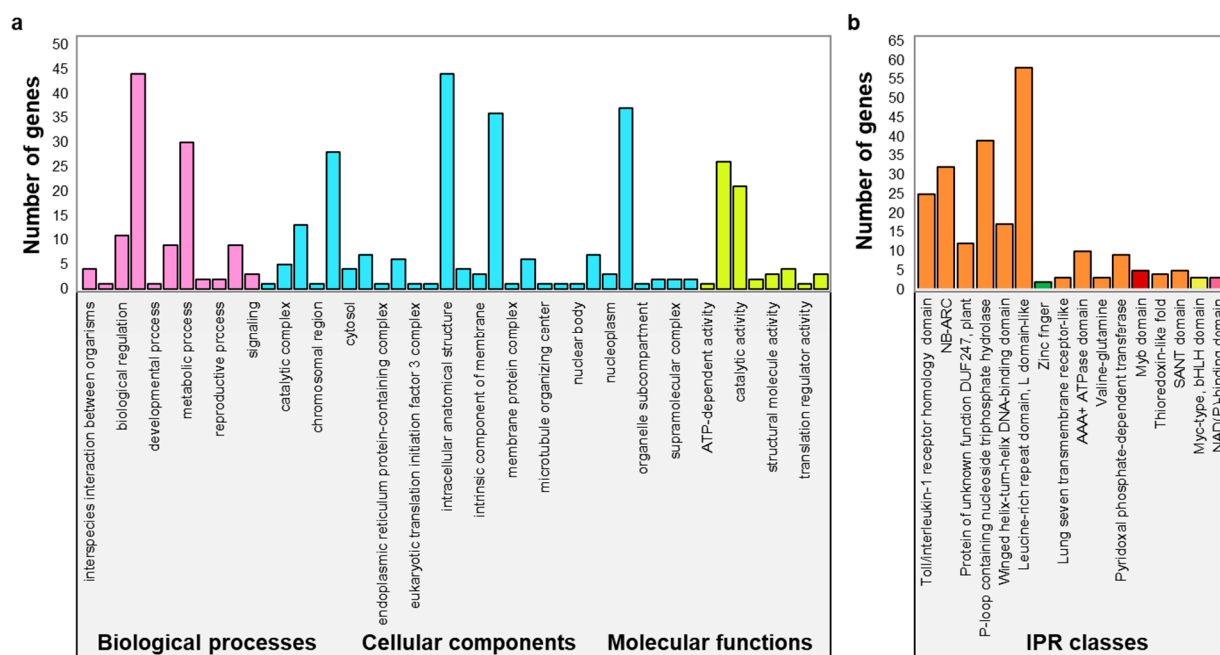 a
Number of genes
50
45
40
35
30
25
20
15
10
5
0
interspecies interaction between organisms
biological regulation
developmental prccess
metabolic prccess
reproductive prccess
signaling
catalytic complex
chromosomal region
cytosol
endoplasmic reticulum protein-containing complex
eukaryotic translation initiation factor 3 complex
intracellular anatomical structure
intrinsic component of membrane
membrane protein complex
microtubule organizing center
nuclear body
nucleoplasm
organelle subcompartment
supramolecular complex
ATP-dependent activity
catalytic activity
structural molecule activity
translation regulator activity
Biological processes
Cellular components
Molecular functions
b
Number of genes
65
60
55
50
45
40
35
30
25
20
15
10
5
0
Toll/interleukin-1 receptor homology domain
NB-ARC
Protein of unknown function DUF247, plant
P-loop containing nucleoside triphosphate hydrolase
Winged helix-turn-helix DNA-binding domain
Leucine-rich repeat domain, L domain-like
Zinc fnger
Lung seven transmembrane receptor-like
AAA+ ATPase domain
Valine-glutamine
Pyridoxal phosphate-dependent transferase
Myb domain
Thioredoxin-like fold
SANT domain
Myc-type, bHLH domain
NAD(P)-binding domain
IPR classes